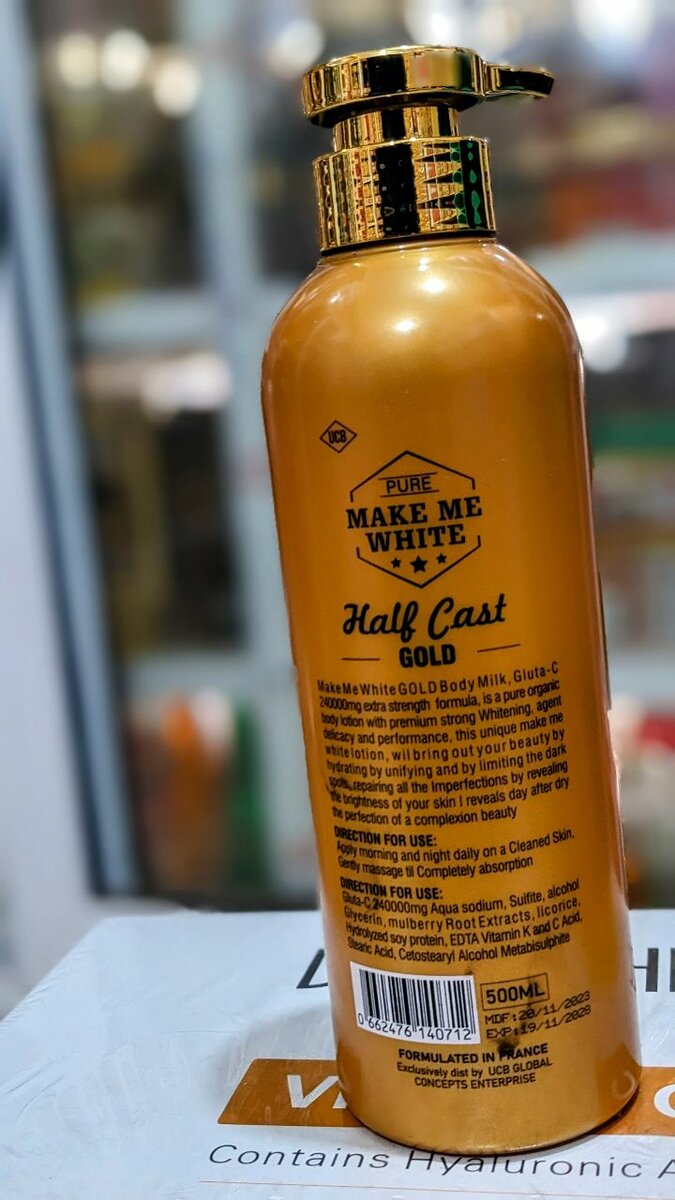 UCB
PURE
MAKE ME
WHITE
Half Cast
GOLD
Make Me White GOLD Body Milk, Gluta-C
240000mg extra strength formula, is a pure organic
body lotion with premium strong Whitening, agent
delicacy and performance, this unique make me
white lotion, wil bring out your beauty by
hydrating by unifying and by limiting the dark
spots, repairing all the Imperfections by revealing
the brightness of your skin I reveals day after dry
the perfection of a complexion beauty
DIRECTION FOR USE:
Apply morning and night daily on a Cleaned Skin,
Gently massage til Completely absorption
DIRECTION FOR USE:
Gluta-C,240000mg Aqua sodium, Sulfite, alcohol
Glycerin, mulberry Root Extracts, licorice,
Hydrolyzed soy protein, EDTA Vitamin K and C Acid,
Stearic Acid, Cetostearyl Alcohol Metabisulphite
0 662476 140712
500ML
MDF:20/11/2023
EXP:19/11/2028
FORMULATED IN FRANCE
Exclusively dist by UCB GLOBAL
CONCEPTS ENTERPRISE
Contains Hyaluronic A